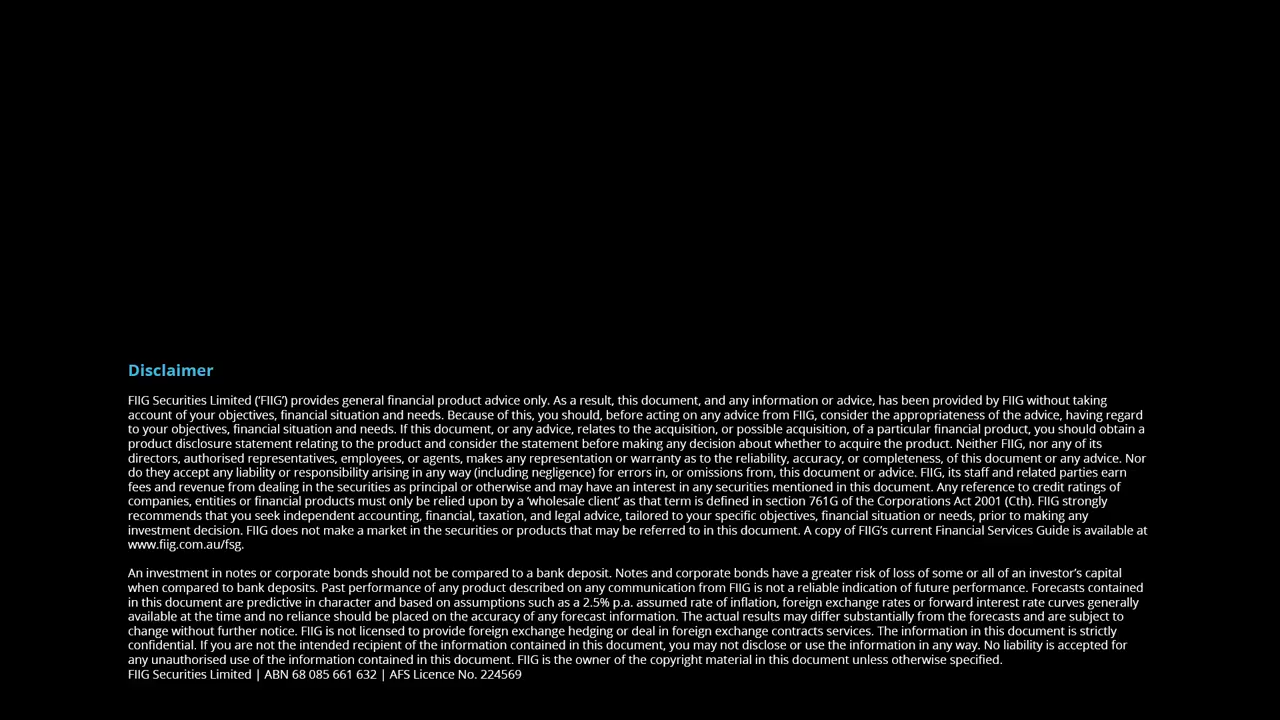 Disclaimer
FIIG Securities Limited (‘FIIG’) provides general financial product advice only. As a result, this document, and any information or advice, has been provided by FIIG without taking
account of your objectives, financial situation and needs. Because of this, you should, before acting on any advice from FIIG, consider the appropriateness of the advice, having regard
to your objectives, financial situation and needs. If this document, or any advice, relates to the acquisition, or possible acquisition, of a particular financial product, you should obtain a
product disclosure statement relating to the product and consider the statement before making any decision about whether to acquire the product. Neither FIIG, nor any of its
directors, authorised representatives, employees, or agents, makes any representation or warranty as to the reliability, accuracy, or completeness, of this document or any advice. Nor
do they accept any liability or responsibility arising in any way (including negligence) for errors in, or omissions from, this document or advice. FIIG, its staff and related parties earn
fees and revenue from dealing in the securities as principal or otherwise and may have an interest in any securities mentioned in this document. Any reference to credit ratings of
companies, entities or financial products must only be relied upon by a ‘wholesale client’ as that term is defined in section 761G of the Corporations Act 2001 (Cth). FIIG strongly
recommends that you seek independent accounting, financial, taxation, and legal advice, tailored to your specific objectives, financial situation or needs, prior to making any
investment decision. FIIG does not make a market in the securities or products that may be referred to in this document. A copy of FIIG’s current Financial Services Guide is available at
www.fiig.com.au/fsg.
An investment in notes or corporate bonds should not be compared to a bank deposit. Notes and corporate bonds have a greater risk of loss of some or all of an investor’s capital
when compared to bank deposits. Past performance of any product described on any communication from FIIG is not a reliable indication of future performance. Forecasts contained
in this document are predictive in character and based on assumptions such as a 2.5% p.a. assumed rate of inflation, foreign exchange rates or forward interest rate curves generally
available at the time and no reliance should be placed on the accuracy of any forecast information. The actual results may differ substantially from the forecasts and are subject to
change without further notice. FIIG is not licensed to provide foreign exchange hedging or deal in foreign exchange contracts services. The information in this document is strictly
confidential. If you are not the intended recipient of the information contained in this document, you may not disclose or use the information in any way. No liability is accepted for
any unauthorised use of the information contained in this document. FIIG is the owner of the copyright material in this document unless otherwise specified.
FIIG Securities Limited | ABN 68 085 661 632 | AFS Licence No. 224569